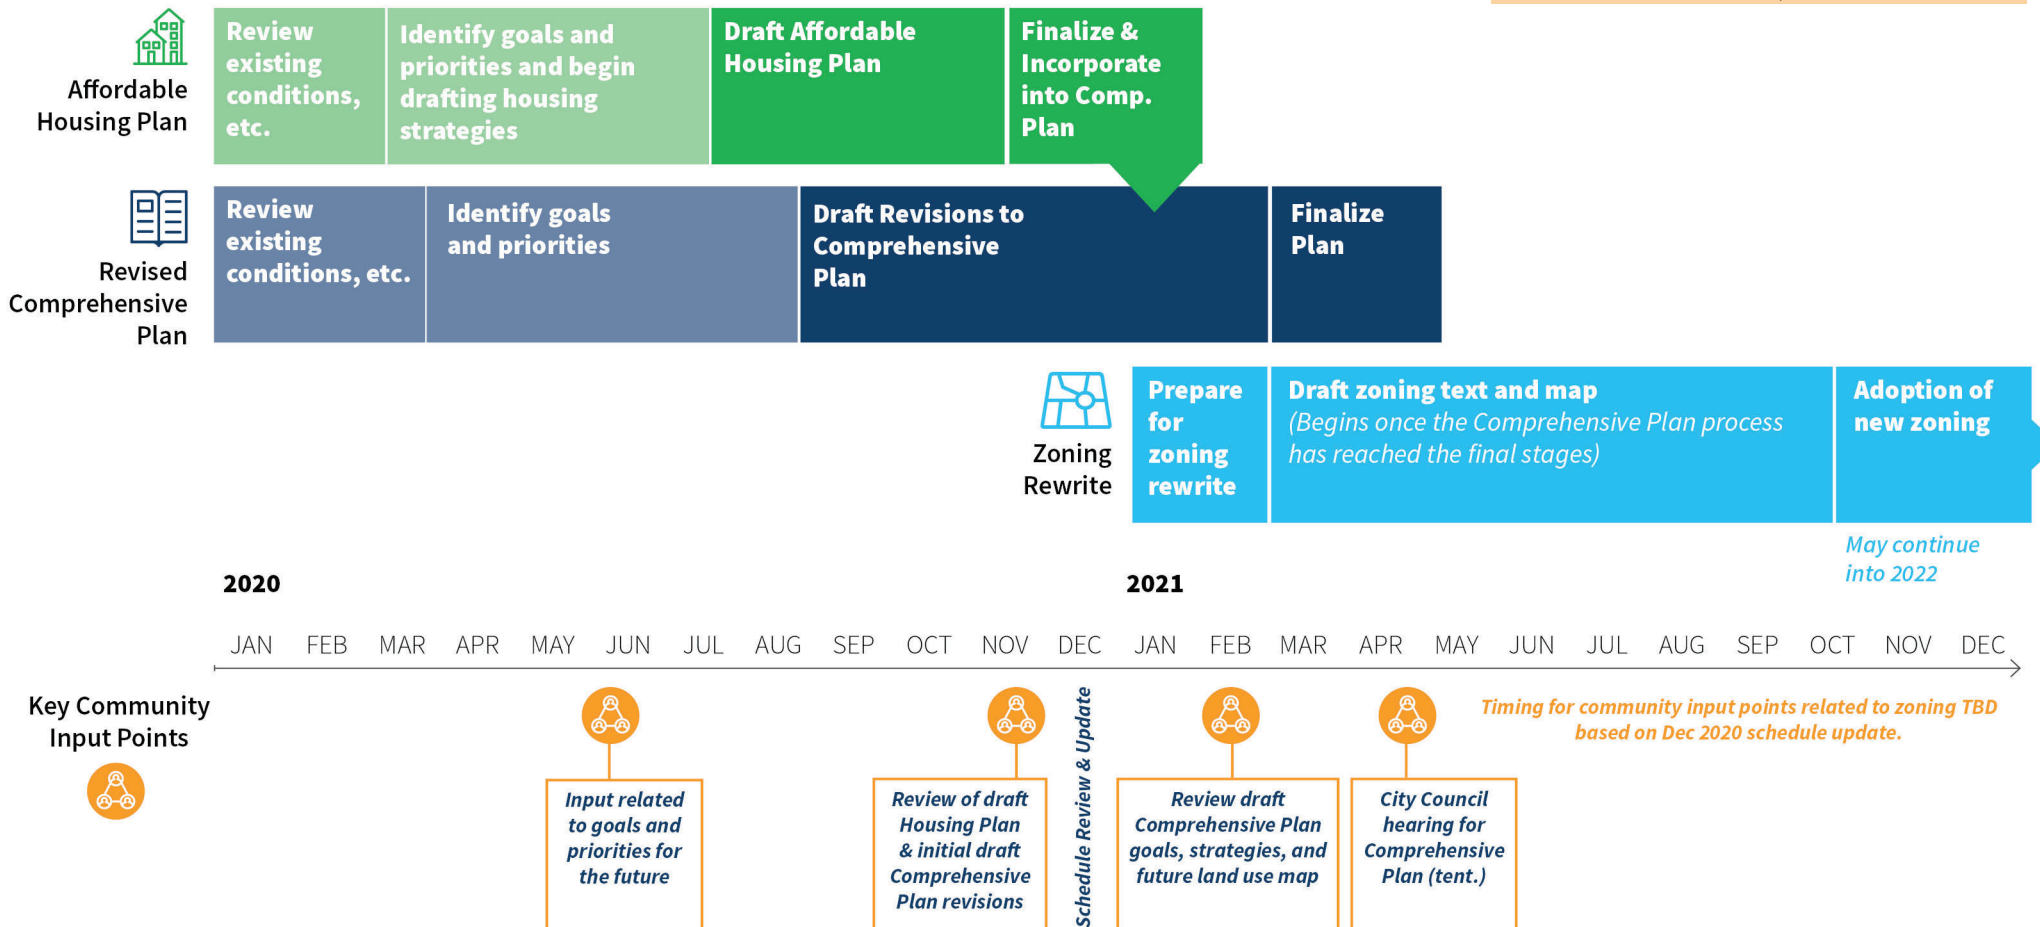 Affordable
Housing Plan
Review
existing
conditions,
etc.
Identify goals and
priorities and begin
drafting housing
strategies
Draft Affordable
Housing Plan
Finalize &
Incorporate
into Comp.
Plan
Revised
Comprehensive
Plan
Review
existing
conditions, etc.
Identify goals
and priorities
Draft Revisions to
Comprehensive
Plan
Finalize
Plan
Zoning
Rewrite
Prepare
for
zoning
rewrite
Draft zoning text and map
(Begins once the Comprehensive Plan process
has reached the final stages)
Adoption of
new zoning
May continue
into 2022
2020 2021
JAN FEB MAR APR MAY JUN JUL AUG SEP OCT NOV DEC JAN FEB MAR APR MAY JUN JUL AUG SEP OCT NOV DEC
Key Community
Input Points
Input related
to goals and
priorities for
the future
Review of draft
Housing Plan
& initial draft
Comprehensive
Plan revisions
Schedule Review & Update
Review draft
Comprehensive Plan
goals, strategies, and
future land use map
City Council
hearing for
Comprehensive
Plan (tent.)
Timing for community input points related to zoning TBD
based on Dec 2020 schedule update.